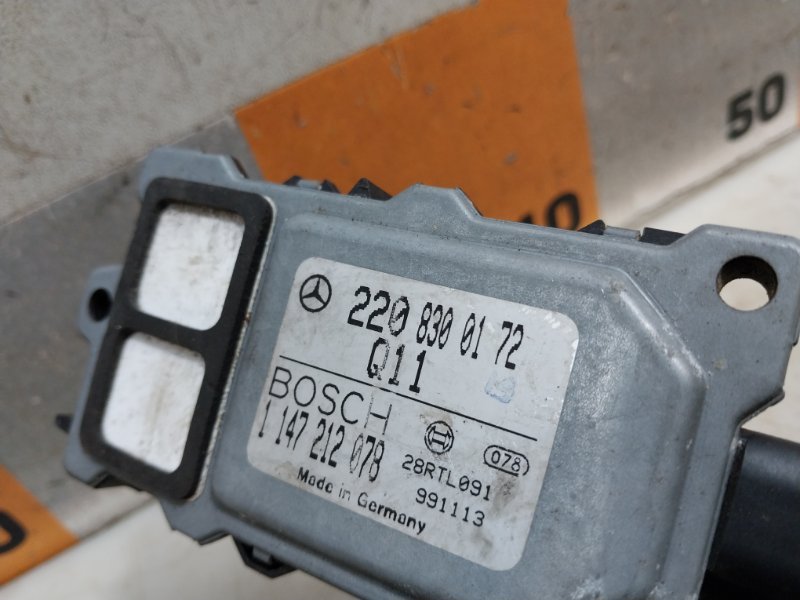 50
220 830 01 72
Q11
BOSCH
1 147 212 078
28RTL091
078
991113
Made in Germany